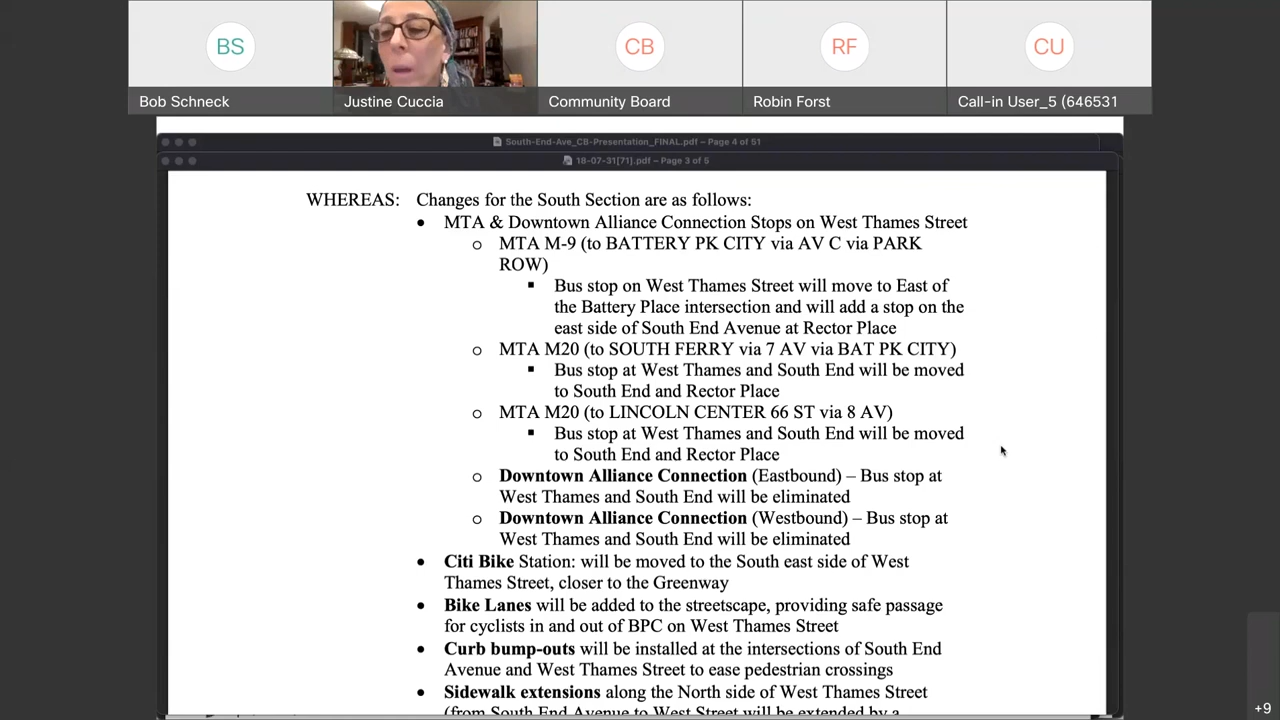 BS
CB
RF
CU
Bob Schneck
Justine Cuccia
Community Board
Robin Forst
Call-in User_5 (646531
South-End-Ave_CB-Presentation_FINAL.pdf – Page 4 of 51
18-07-31[71].pdf – Page 3 of 5
WHEREAS: Changes for the South Section are as follows:
• MTA & Downtown Alliance Connection Stops on West Thames Street
o MTA M-9 (to BATTERY PK CITY via AV C via PARK
ROW)
▪ Bus stop on West Thames Street will move to East of
the Battery Place intersection and will add a stop on the
east side of South End Avenue at Rector Place
o MTA M20 (to SOUTH FERRY via 7 AV via BAT PK CITY)
▪ Bus stop at West Thames and South End will be moved
to South End and Rector Place
o MTA M20 (to LINCOLN CENTER 66 ST via 8 AV)
▪ Bus stop at West Thames and South End will be moved
to South End and Rector Place
o Downtown Alliance Connection (Eastbound) – Bus stop at
West Thames and South End will be eliminated
o Downtown Alliance Connection (Westbound) – Bus stop at
West Thames and South End will be eliminated
• Citi Bike Station: will be moved to the South east side of West
Thames Street, closer to the Greenway
• Bike Lanes will be added to the streetscape, providing safe passage
for cyclists in and out of BPC on West Thames Street
• Curb bump-outs will be installed at the intersections of South End
Avenue and West Thames Street to ease pedestrian crossings
• Sidewalk extensions along the North side of West Thames Street
(from South End Avenue to West Street will be extended by a
+9